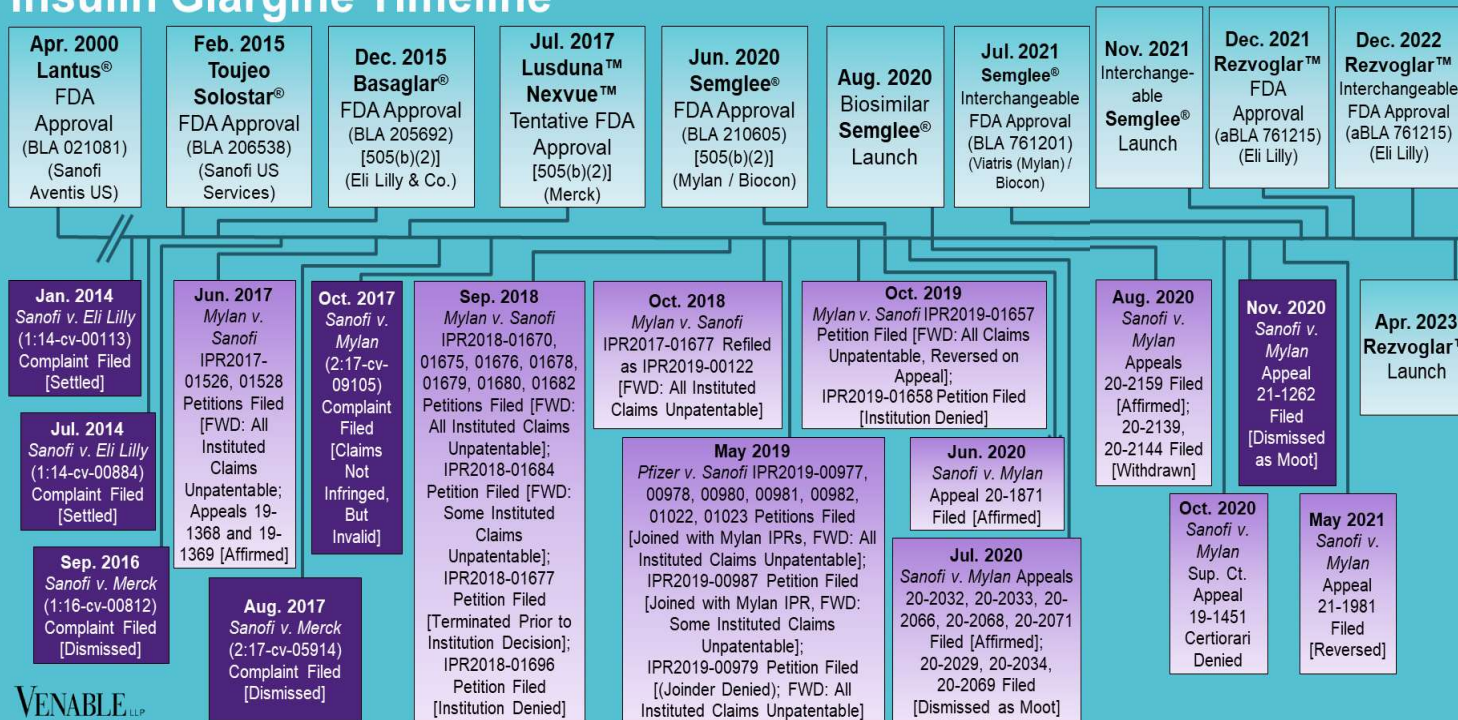 Insulin Glargine Timeline
Apr. 2000
Lantus®
FDA
Approval
(BLA 021081)
(Sanofi
Aventis US)
Feb. 2015
Toujeo
Solostar®
FDA Approval
(BLA 206538)
(Sanofi US
Services)
Dec. 2015
Basaglar®
FDA Approval
(BLA 205692)
[505(b)(2)]
(Eli Lilly & Co.)
Jul. 2017
Lusduna™
Nexvue™
Tentative FDA
Approval
[505(b)(2)]
(Merck)
Jun. 2020
Semglee®
FDA Approval
(BLA 210605)
[505(b)(2)]
(Mylan / Biocon)
Aug. 2020
Biosimilar
Semglee®
Launch
Jul. 2021
Semglee®
Interchangeable
FDA Approval
(BLA 761201)
(Viatris (Mylan) /
Biocon)
Nov. 2021
Interchange-
able
Semglee®
Launch
Dec. 2021
Rezvoglar™
FDA
Approval
(aBLA 761215)
(Eli Lilly)
Dec. 2022
Rezvoglar™
Interchangeable
FDA Approval
(aBLA 761215)
(Eli Lilly)
Jan. 2014
Sanofi v. Eli Lilly
(1:14-cv-00113)
Complaint Filed
[Settled]
Jul. 2014
Sanofi v. Eli Lilly
(1:14-cv-00884)
Complaint Filed
[Settled]
Sep. 2016
Sanofi v. Merck
(1:16-cv-00812)
Complaint Filed
[Dismissed]
Jun. 2017
Mylan v.
Sanofi
IPR2017-
01526, 01528
Petitions Filed
[FWD: All
Instituted
Claims
Unpatentable;
Appeals 19-
1368 and 19-
1369 [Affirmed]
Aug. 2017
Sanofi v. Merck
(2:17-cv-05914)
Complaint Filed
[Dismissed]
Oct. 2017
Sanofi v.
Mylan
(2:17-cv-
09105)
Complaint
Filed
[Claims
Not
Infringed,
But
Invalid]
Sep. 2018
Mylan v. Sanofi
IPR2018-01670,
01675, 01676, 01678,
01679, 01680, 01682
Petitions Filed [FWD:
All Instituted Claims
Unpatentable];
IPR2018-01684
Petition Filed [FWD:
Some Instituted
Claims
Unpatentable];
IPR2018-01677
Petition Filed
[Terminated Prior to
Institution Decision];
IPR2018-01696
Petition Filed
[Institution Denied]
Oct. 2018
Mylan v. Sanofi
IPR2017-01677 Refiled
as IPR2019-00122
[FWD: All Instituted
Claims Unpatentable]
May 2019
Pfizer v. Sanofi IPR2019-00977,
00978, 00980, 00981, 00982,
01022, 01023 Petitions Filed
[Joined with Mylan IPRs, FWD: All
Instituted Claims Unpatentable];
IPR2019-00987 Petition Filed
[Joined with Mylan IPR, FWD:
Some Instituted Claims
Unpatentable];
IPR2019-00979 Petition Filed
[(Joinder Denied); FWD: All
Instituted Claims Unpatentable]
Oct. 2019
Mylan v. Sanofi IPR2019-01657
Petition Filed [FWD: All Claims
Unpatentable, Reversed on
Appeal];
IPR2019-01658 Petition Filed
[Institution Denied]
Jun. 2020
Sanofi v. Mylan
Appeal 20-1871
Filed [Affirmed]
Jul. 2020
Sanofi v. Mylan Appeals
20-2032, 20-2033, 20-
2066, 20-2068, 20-2071
Filed [Affirmed];
20-2029, 20-2034,
20-2069 Filed
[Dismissed as Moot]
Aug. 2020
Sanofi v.
Mylan
Appeals
20-2159 Filed
[Affirmed];
20-2139,
20-2144 Filed
[Withdrawn]
Oct. 2020
Sanofi v.
Mylan
Sup. Ct.
Appeal
19-1451
Certiorari
Denied
Nov. 2020
Sanofi v.
Mylan
Appeal
21-1262
Filed
[Dismissed
as Moot]
May 2021
Sanofi v.
Mylan
Appeal
21-1981
Filed
[Reversed]
Apr. 2023
Rezvoglar™
Launch
VENABLE LLP